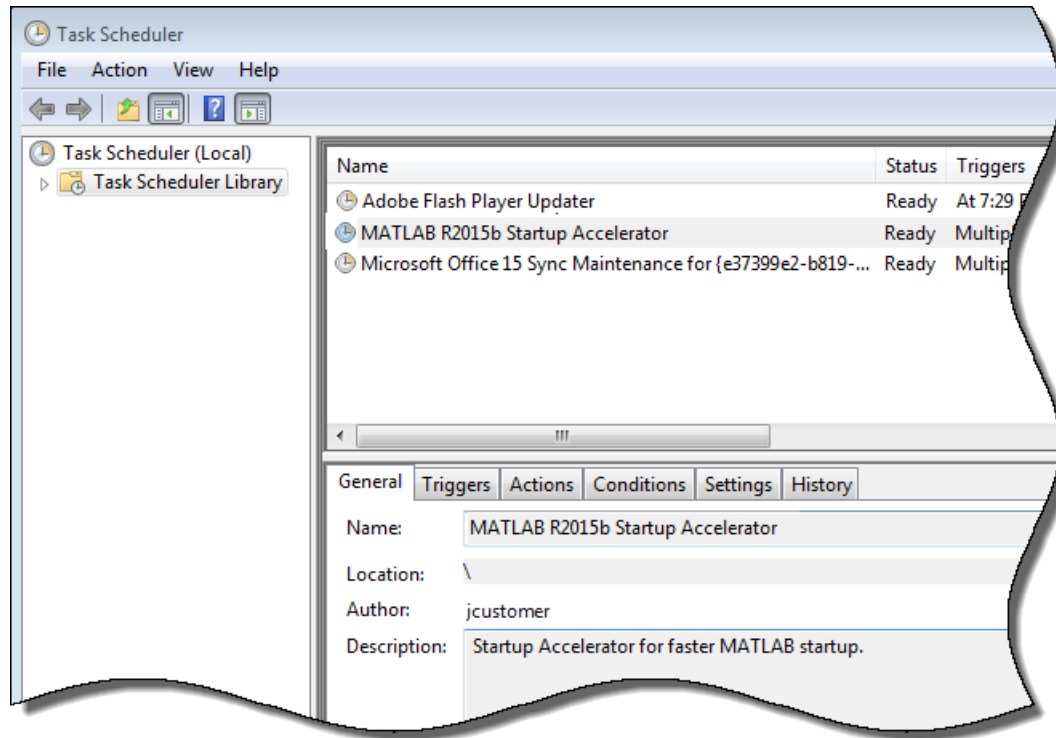 Task Scheduler
File Action View Help
Task Scheduler (Local)
Task Scheduler Library
Name Status Triggers
Adobe Flash Player Updater Ready At 7:29
MATLAB R2015b Startup Accelerator Ready
Microsoft Office 15 Sync Maintenance for {e37399e2-b819-... Ready
General Triggers Actions Conditions Settings History
Name: MATLAB R2015b Startup Accelerator
Location: \
Author: jcustomer
Description: Startup Accelerator for faster MATLAB startup.